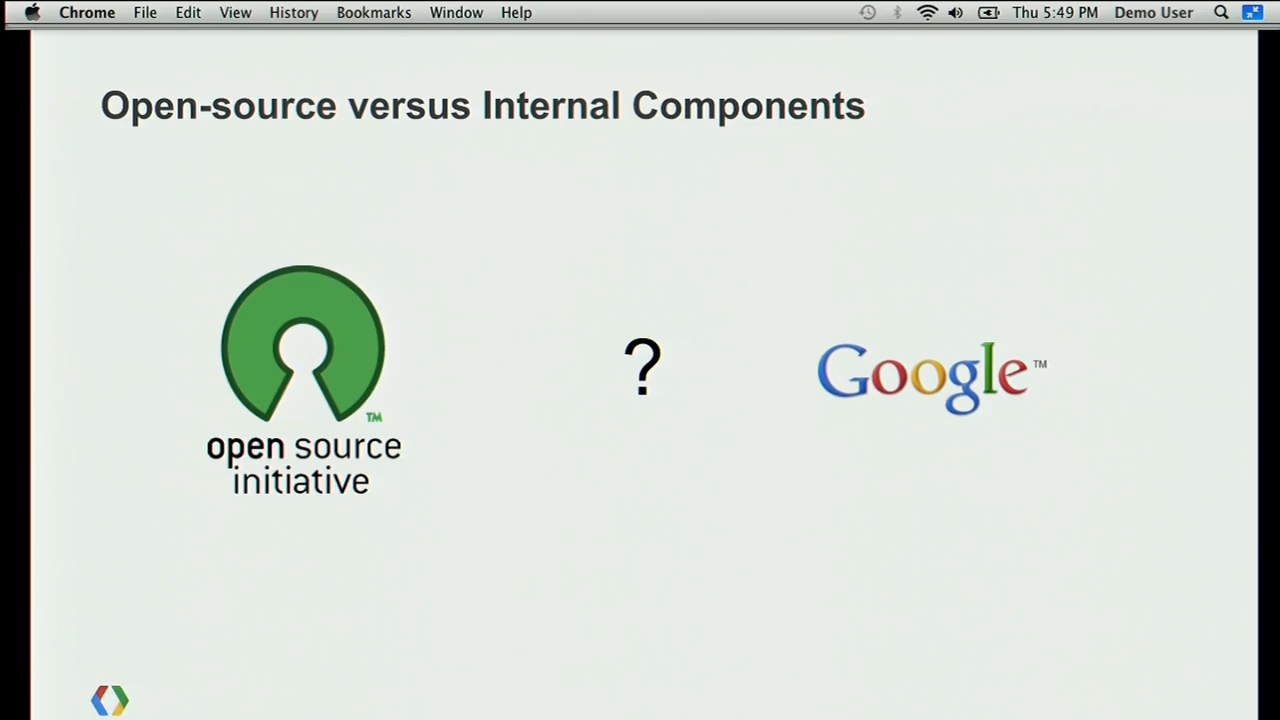 Chrome File Edit View History Bookmarks Window Help Thu 5:49 PM Demo User
Open-source versus Internal Components
? Google™
™
open source
initiative